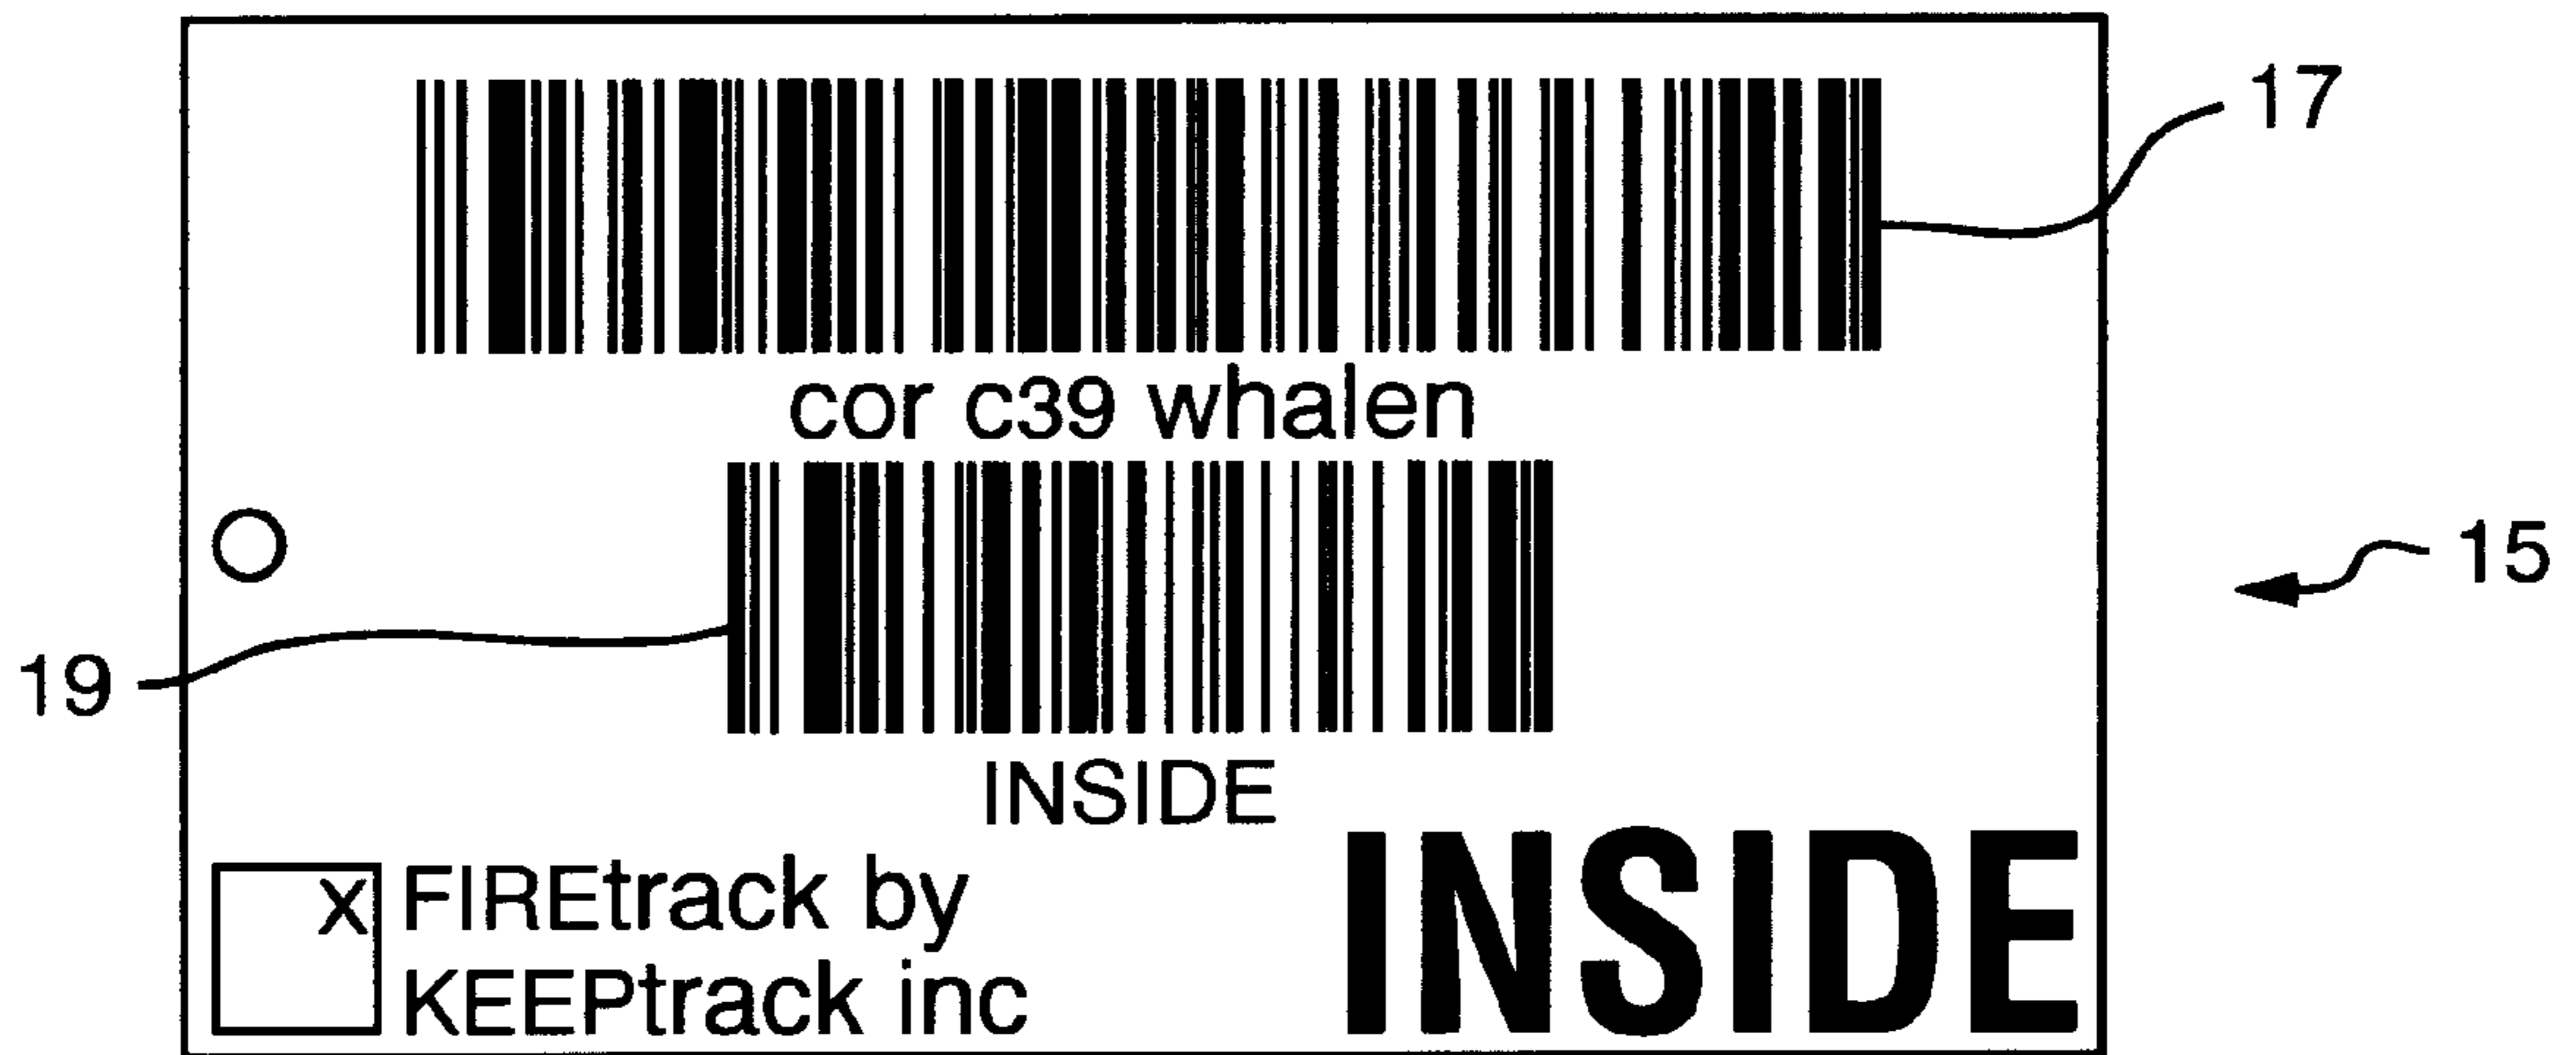 17
cor c39 whalen
15
19
INSIDE
X FIREtrack by
KEEPtrack inc
INSIDE